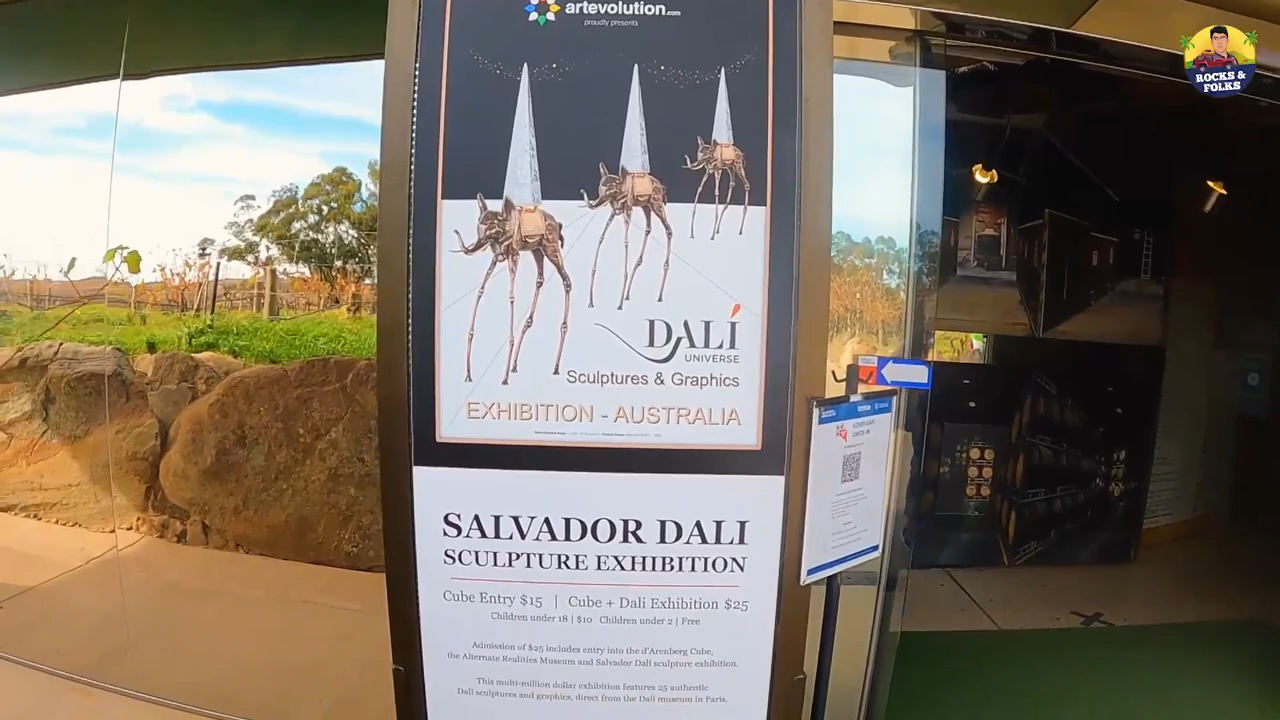 artevolution.com
proudly presents
DALÍ
UNIVERSE
Sculptures & Graphics
EXHIBITION - AUSTRALIA
SALVADOR DALI
SCULPTURE EXHIBITION
Cube Entry $15 | Cube + Dali Exhibition $25
Children under 18 | $10 Children under 2 | Free
Admission of $25 includes entry into the d'Arenberg Cube,
the Alternate Realities Museum and Salvador Dali sculpture exhibition.
This multi-million dollar exhibition features 25 authentic
Dali sculptures and graphics, direct from the Dali museum in Paris.
ROCKS &
FOLKS